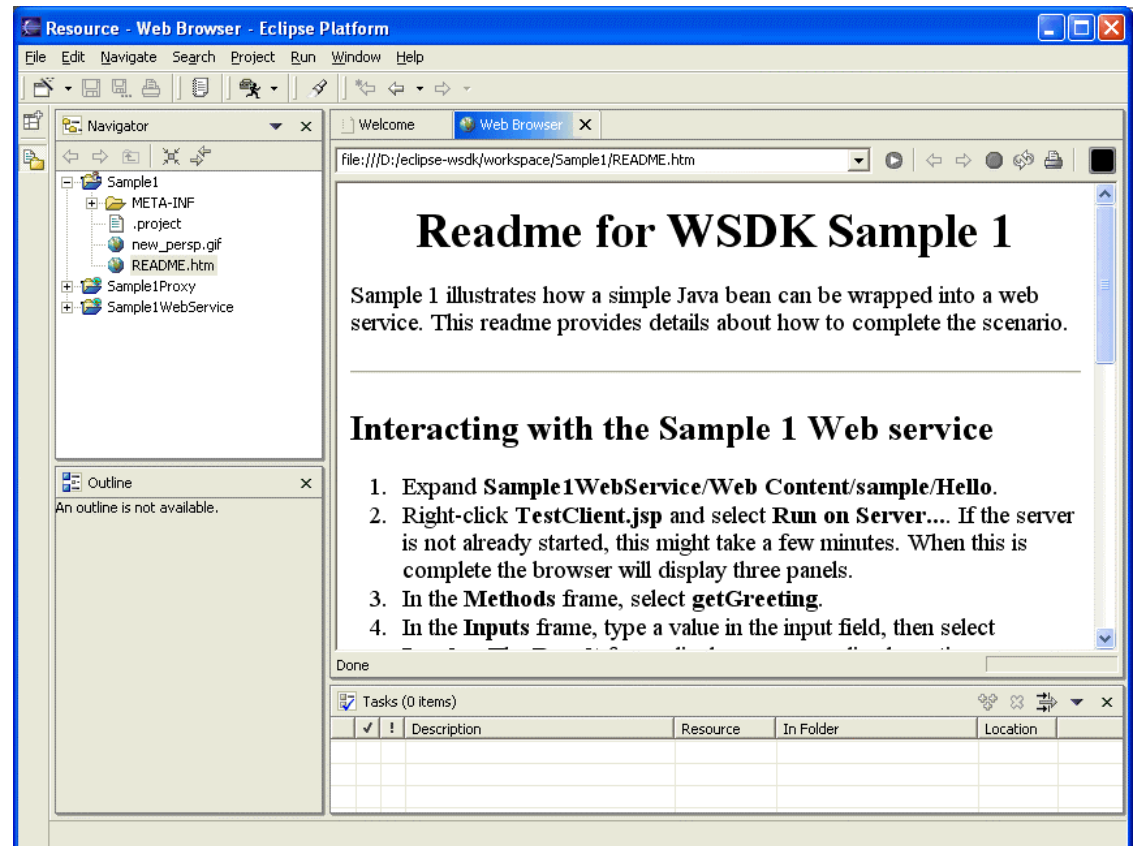 Resource - Web Browser - Eclipse Platform
File Edit Navigate Search Project Run Window Help
Navigator
Welcome
Web Browser
file:///D:/eclipse-wsdk/workspace/Sample1/README.htm
Sample1
META-INF
.project
new_persp.gif
README.htm
Sample1Proxy
Sample1WebService
Readme for WSDK Sample 1
Sample 1 illustrates how a simple Java bean can be wrapped into a web
service. This readme provides details about how to complete the scenario.
Interacting with the Sample 1 Web service
1. Expand Sample1WebService/Web Content/sample/Hello.
2. Right-click TestClient.jsp and select Run on Server.... If the server
is not already started, this might take a few minutes. When this is
complete the browser will display three panels.
3. In the Methods frame, select getGreeting.
4. In the Inputs frame, type a value in the input field, then select
Done
Outline
An outline is not available.
Tasks (0 items)
! Description Resource In Folder Location